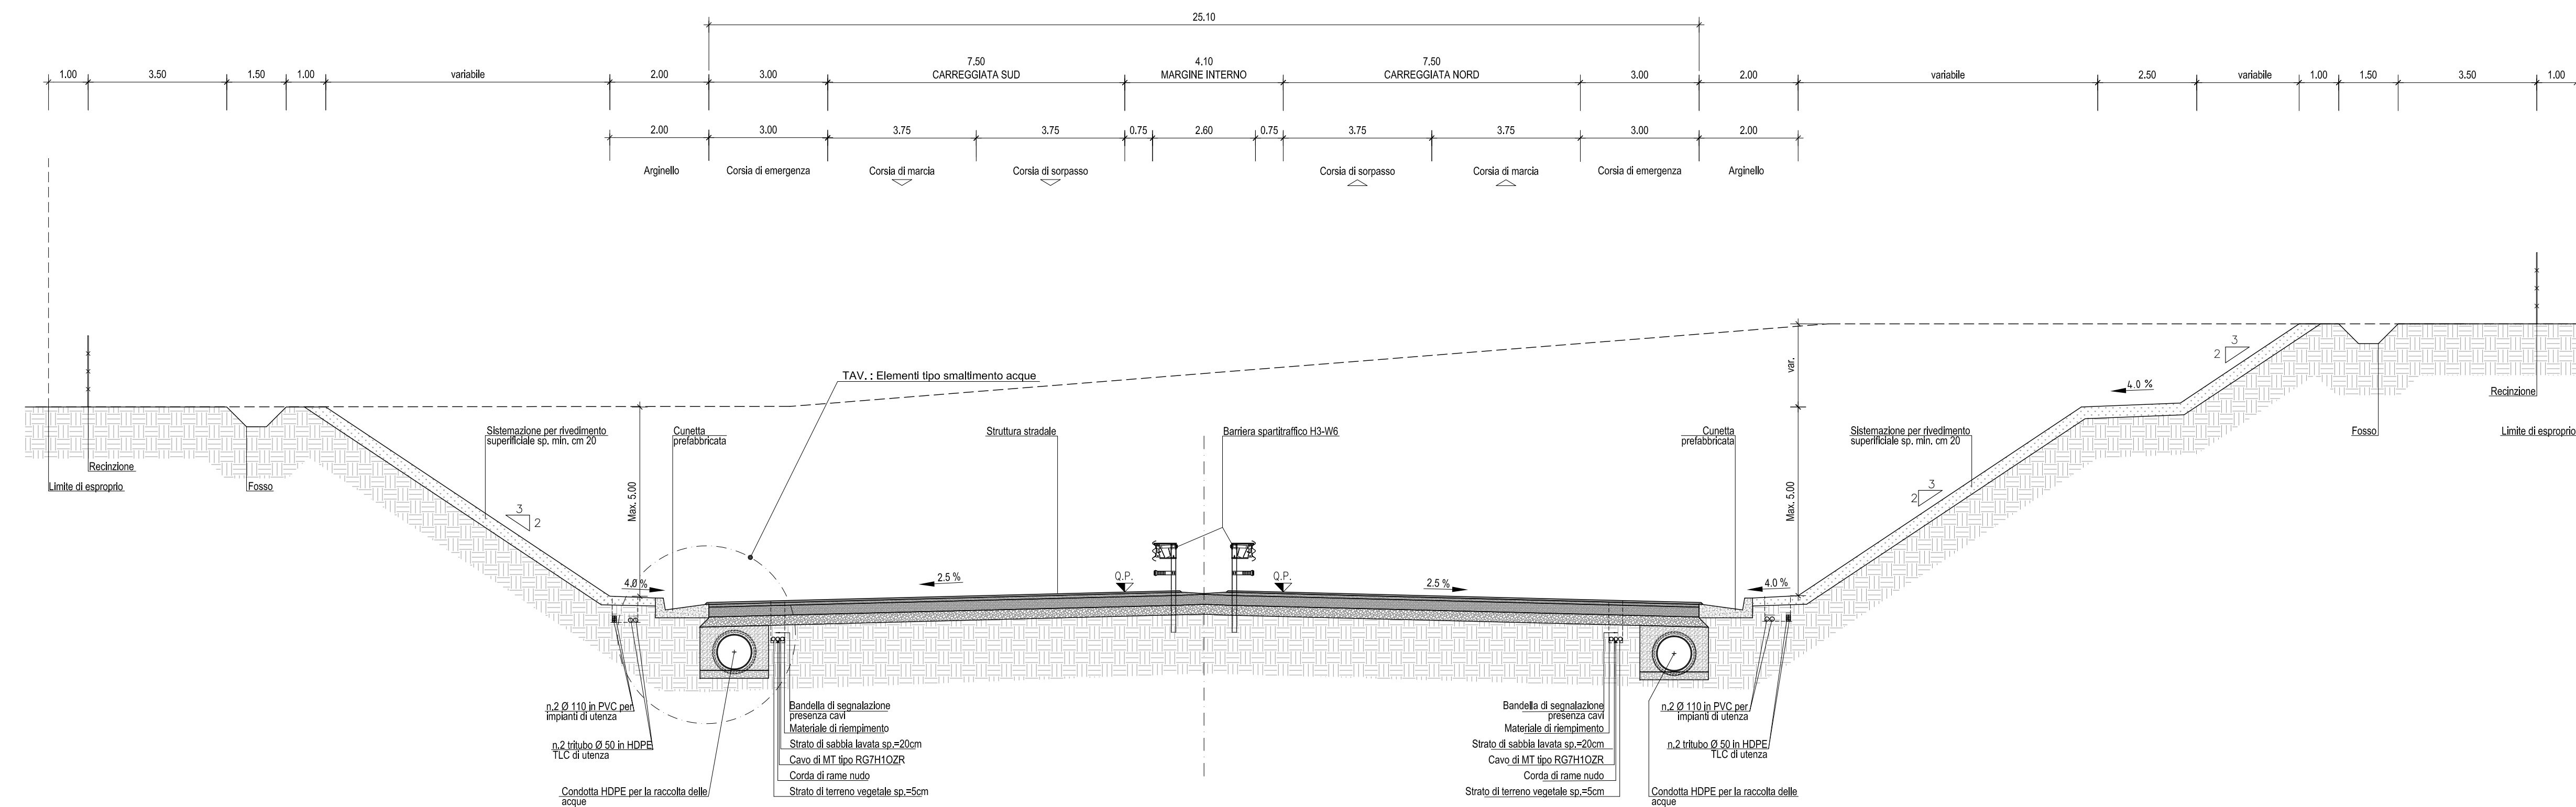 25.10
1.00 3.50 1.50 1.00 variabile 2.00 3.00 7.50 4.10 7.50 3.00 2.00 variabile 2.50 variabile 1.00 1.50 3.50 1.00
CARREGGIATA SUD MARGINE INTERNO CARREGGIATA NORD
2.00 3.00 3.75 3.75 0.75 2.60 0.75 3.75 3.75 3.00 2.00
Arginello Corsia di emergenza Corsia di marcia Corsia di sorpasso Corsia di sorpasso Corsia di marcia Corsia di emergenza Arginello
TAV. : Elementi tipo smaltimento acque
var.
3
2
4.0 %
Recinzione
Limite di esproprio
Fosso
Sistemazione per rivedimento
superificiale sp. min. cm 20
Cunetta
prefabbricata
Struttura stradale
Barriera spartitraffico H3-W6
Cunetta
prefabbricata
Sistemazione per rivedimento
superificiale sp. min. cm 20
Fosso
Recinzione
Limite di esproprio
Max. 5.00
Max. 5.00
3
2
3
2
4.0 %
2.5 %
Q.P.
Q.P.
2.5 %
4.0 %
n.2 Ø 110 in PVC per
impianti di utenza
n.2 tritubo Ø 50 in HDPE
TLC di utenza
Condotta HDPE per la raccolta delle
acque
Bandella di segnalazione
presenza cavi
Materiale di riempimento
Strato di sabbia lavata sp.=20cm
Cavo di MT tipo RG7H1OZR
Corda di rame nudo
Strato di terreno vegetale sp.=5cm
Bandella di segnalazione
presenza cavi
Materiale di riempimento
Strato di sabbia lavata sp.=20cm
Cavo di MT tipo RG7H1OZR
Corda di rame nudo
Strato di terreno vegetale sp.=5cm
n.2 Ø 110 in PVC per
impianti di utenza
n.2 tritubo Ø 50 in HDPE
TLC di utenza
Condotta HDPE per la raccolta delle
acque